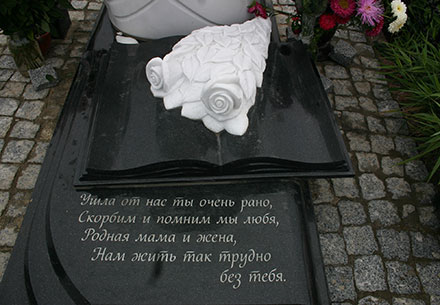 Ушла от нас ты очень рано,
Скорбим и помним мы любя,
Родная мама и жена,
Нам жить так трудно
без тебя.